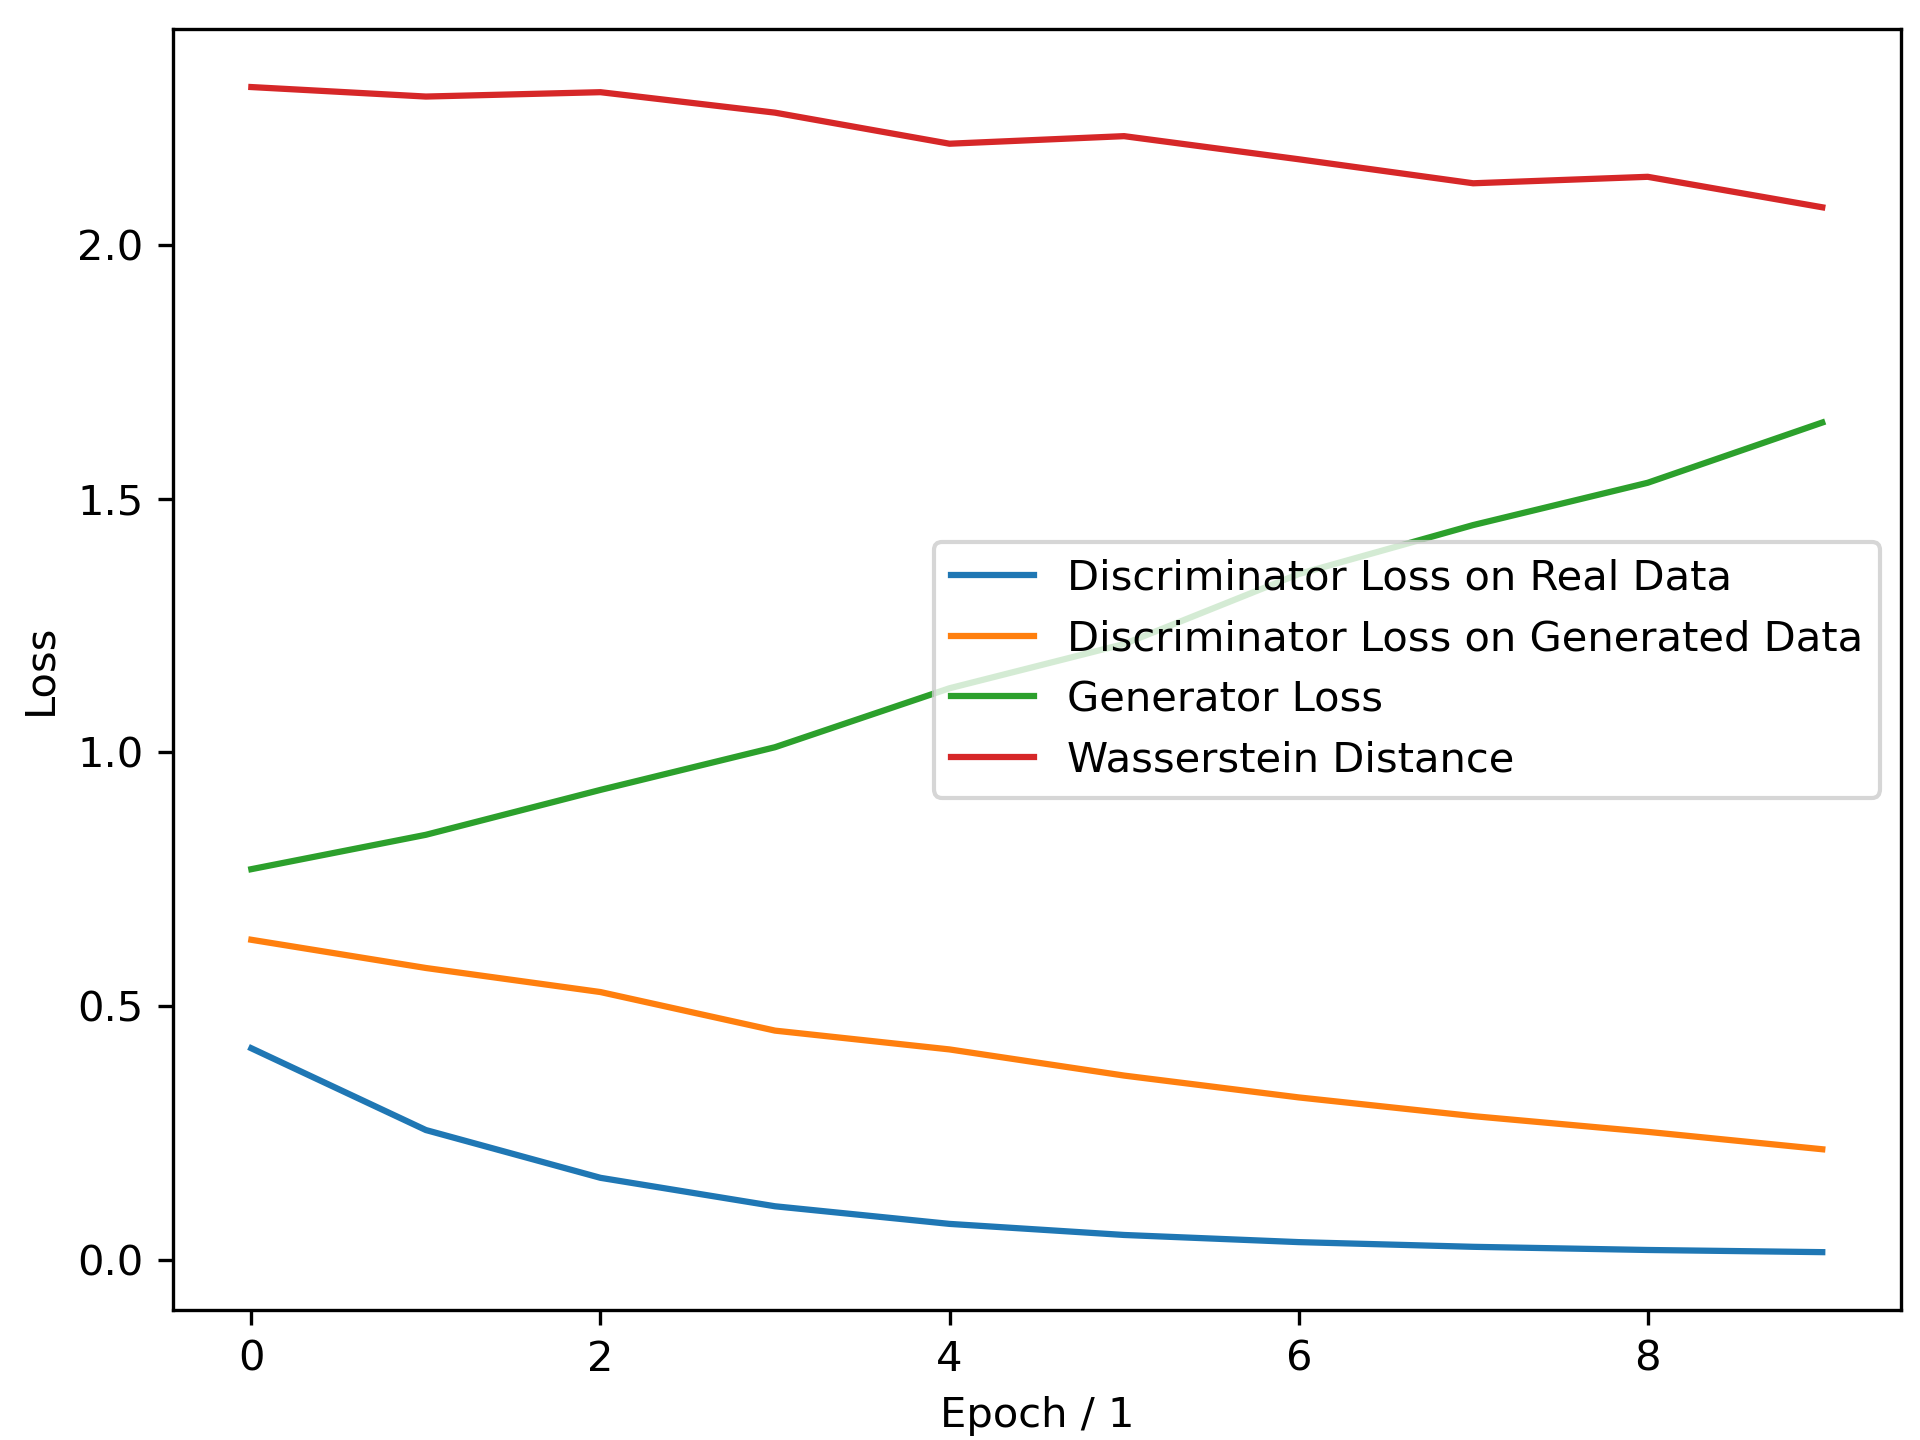 2.0
1.5
1.0
0.5
0.0
Loss
Discriminator Loss on Real Data
Discriminator Loss on Generated Data
Generator Loss
Wasserstein Distance
0 2 4 6 8
Epoch / 1